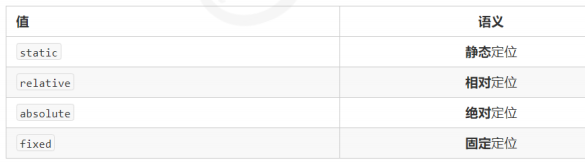 值 语义
static 静态定位
relative 相对定位
absolute 绝对定位
fixed 固定定位